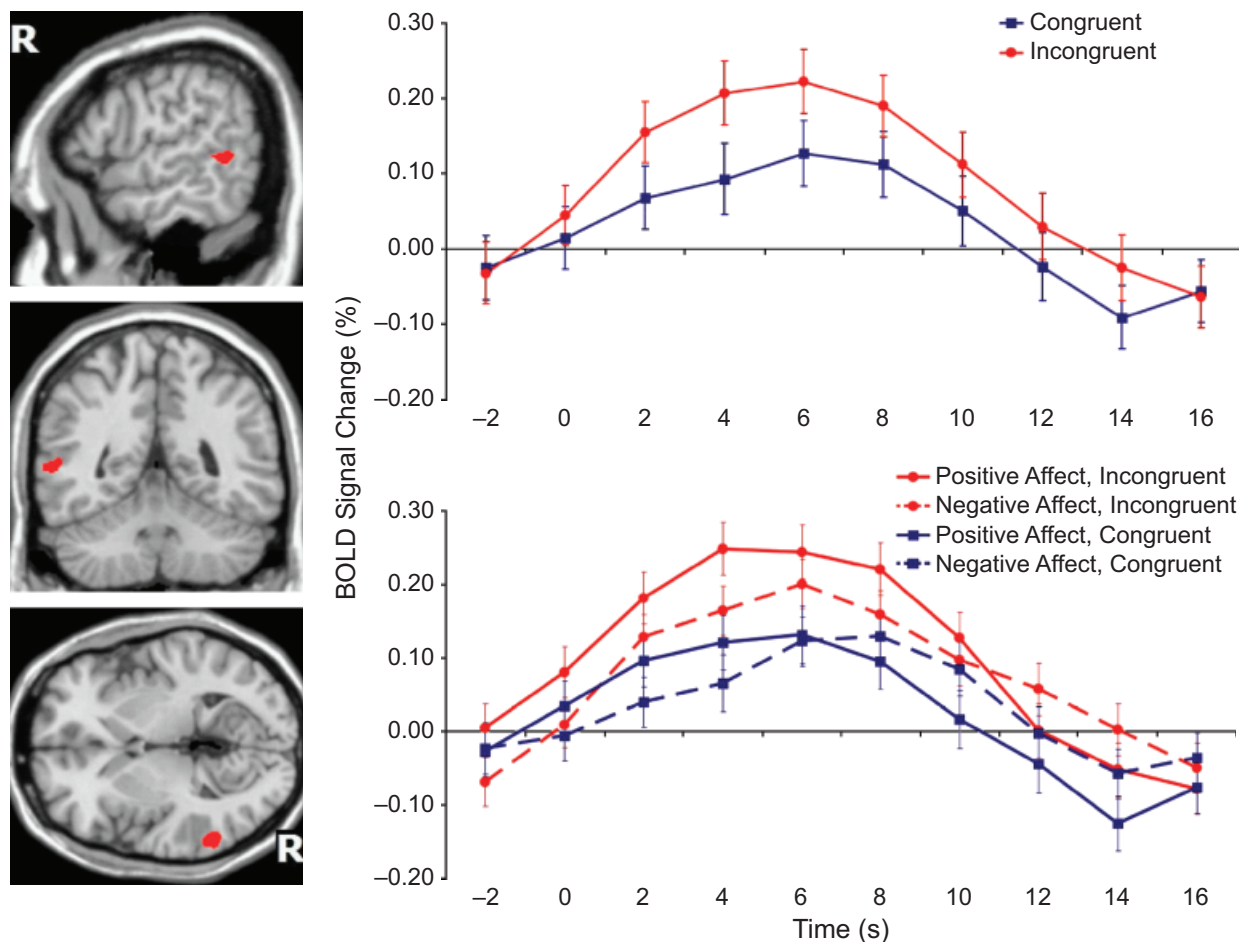 R
R
BOLD Signal Change (%)
Congruent
Incongruent
0.30
0.20
0.10
0.00
–0.10
–0.20
–2 0 2 4 6 8 10 12 14 16
Positive Affect, Incongruent
Negative Affect, Incongruent
Positive Affect, Congruent
Negative Affect, Congruent
0.30
0.20
0.10
0.00
–0.10
–0.20
–2 0 2 4 6 8 10 12 14 16
Time (s)